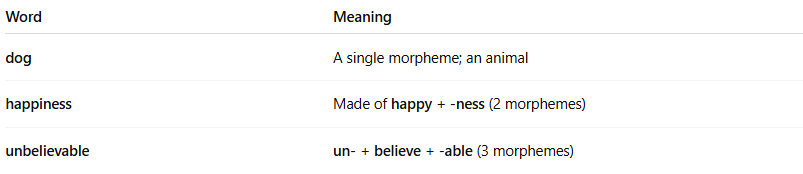 Word Meaning
dog A single morpheme; an animal
happiness Made of happy + -ness (2 morphemes)
unbelievable un- + believe + -able (3 morphemes)